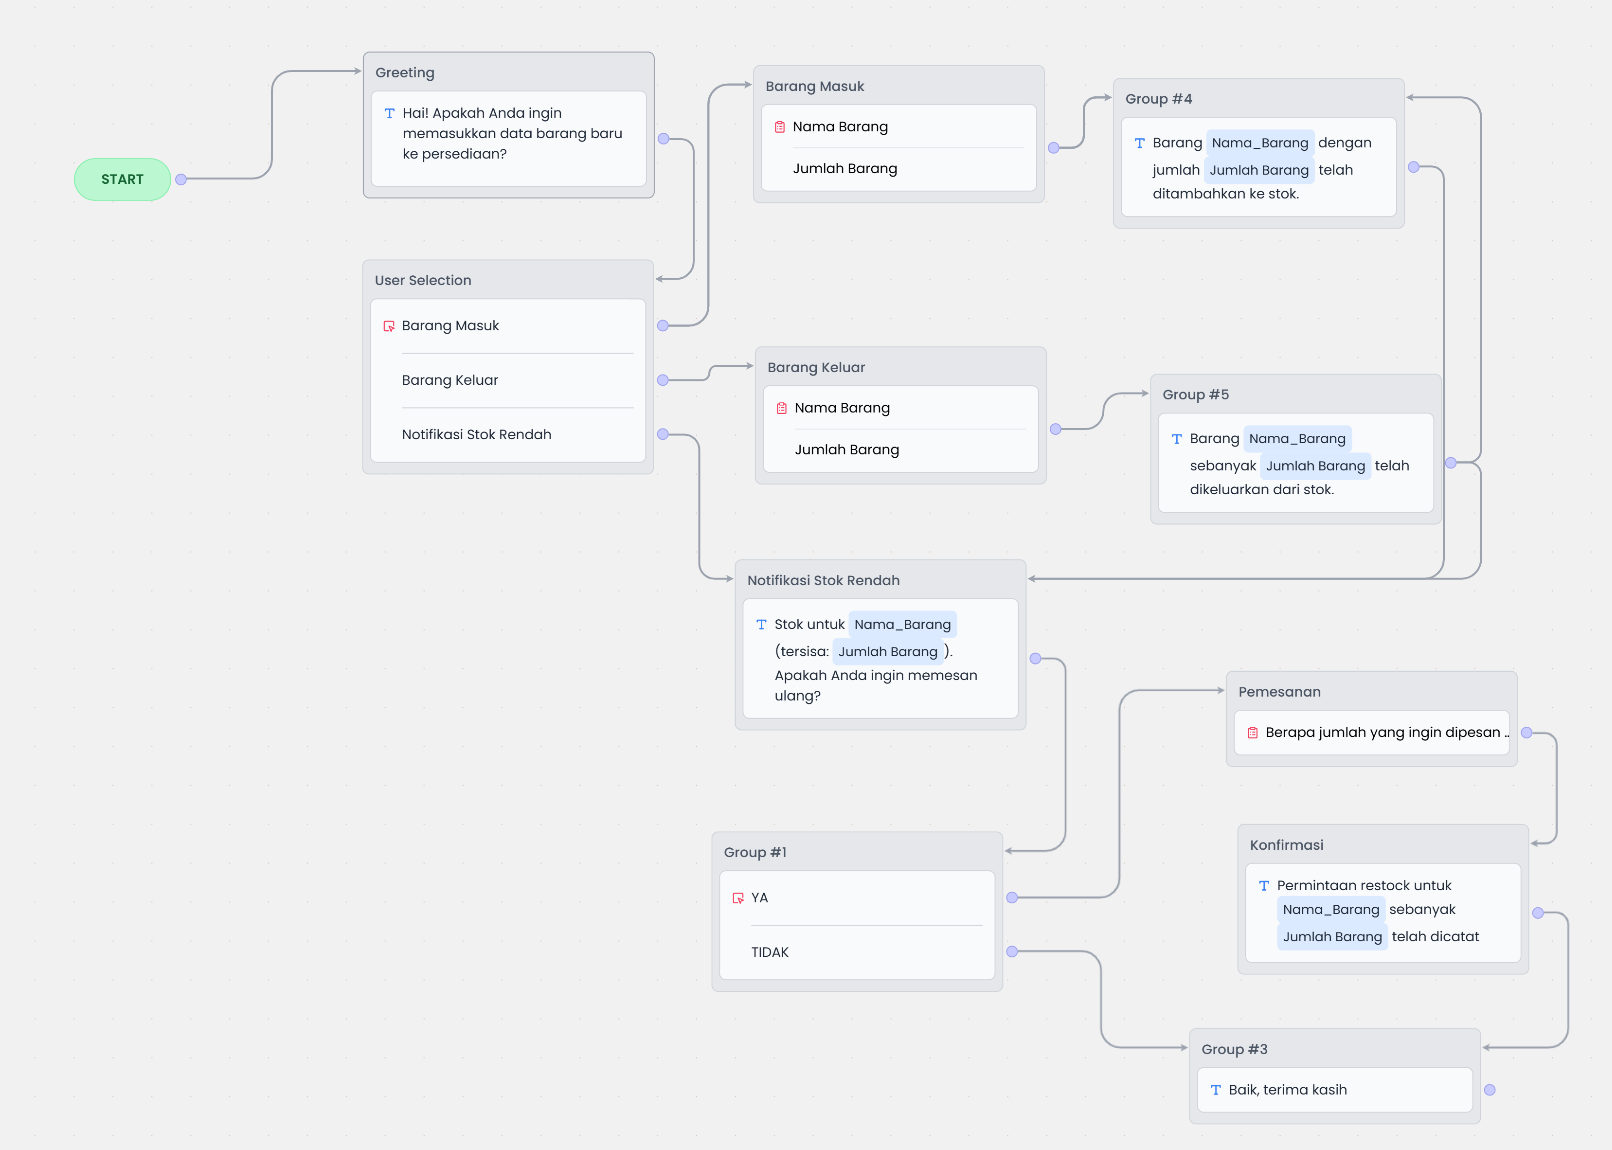 START
Greeting
Hai! Apakah Anda ingin
memasukkan data barang baru
ke persediaan?
User Selection
Barang Masuk
Barang Keluar
Notifikasi Stok Rendah
Barang Masuk
Nama Barang
Jumlah Barang
Group #4
Barang Nama_Barang dengan
jumlah Jumlah Barang telah
ditambahkan ke stok.
Barang Keluar
Nama Barang
Jumlah Barang
Group #5
Barang Nama_Barang
sebanyak Jumlah Barang telah
dikeluarkan dari stok.
Notifikasi Stok Rendah
Stok untuk Nama_Barang
(tersisa: Jumlah Barang ).
Apakah Anda ingin memesan
ulang?
Group #1
YA
TIDAK
Pemesanan
Berapa jumlah yang ingin dipesan ..
Konfirmasi
Permintaan restock untuk
Nama_Barang sebanyak
Jumlah Barang telah dicatat
Group #3
Baik, terima kasih